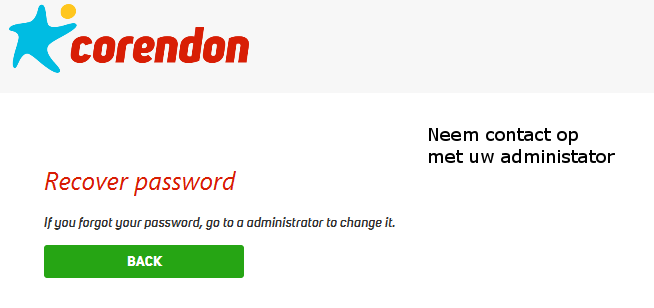 corendon
Neem contact op
met uw administator
Recover password
If you forgot your password, go to a administrator to change it.
BACK